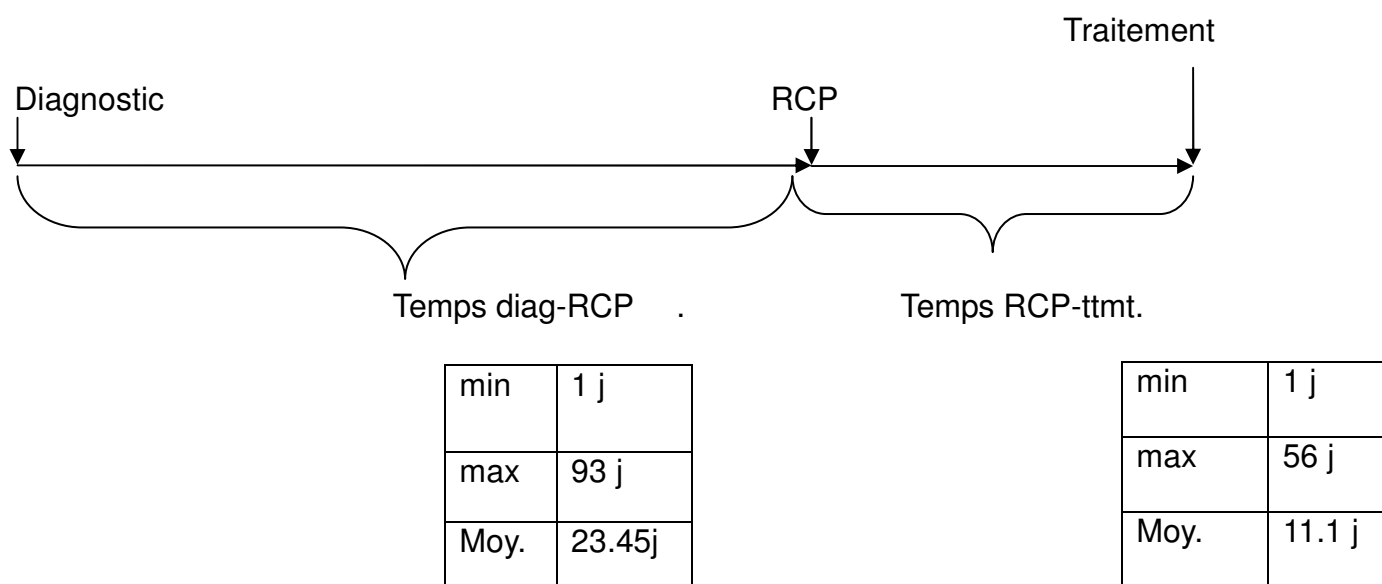 Traitement
Diagnostic RCP
Temps diag-RCP . Temps RCP-ttmt.
min 1 j
max 93 j
Moy. 23.45j
min 1 j
max 56 j
Moy. 11.1 j